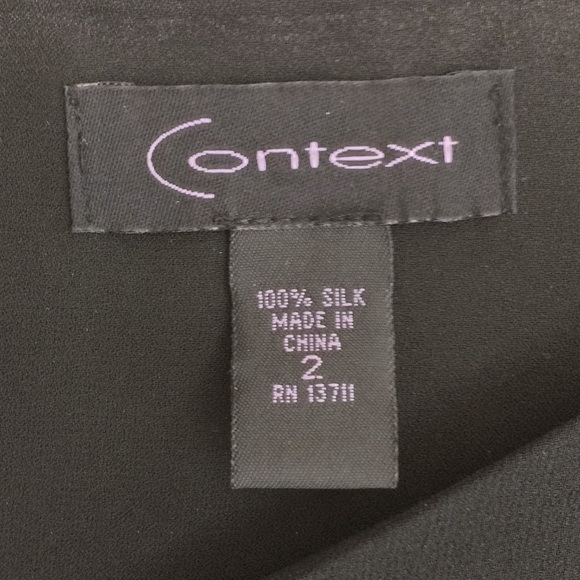 Context
100% SILK
MADE IN
CHINA
2
RN 13711